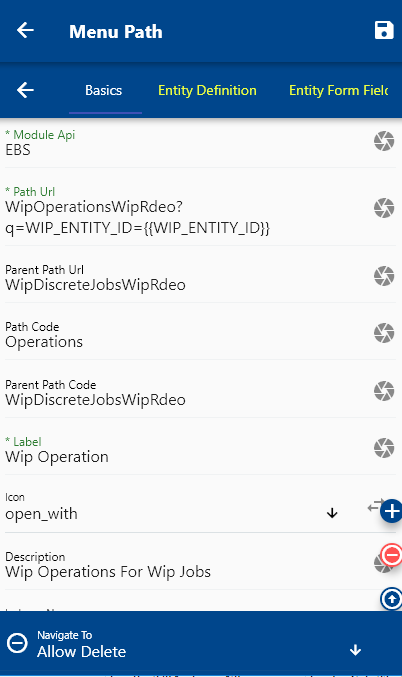 Menu Path
Basics
Entity Definition
Entity Form Field
* Module Api
EBS
* Path Url
WipOperationsWipRdeo?
q=WIP_ENTITY_ID={{WIP_ENTITY_ID}}
Parent Path Url
WipDiscreteJobsWipRdeo
Path Code
Operations
Parent Path Code
WipDiscreteJobsWipRdeo
* Label
Wip Operation
Icon
open_with
Description
Wip Operations For Wip Jobs
Navigate To
Allow Delete